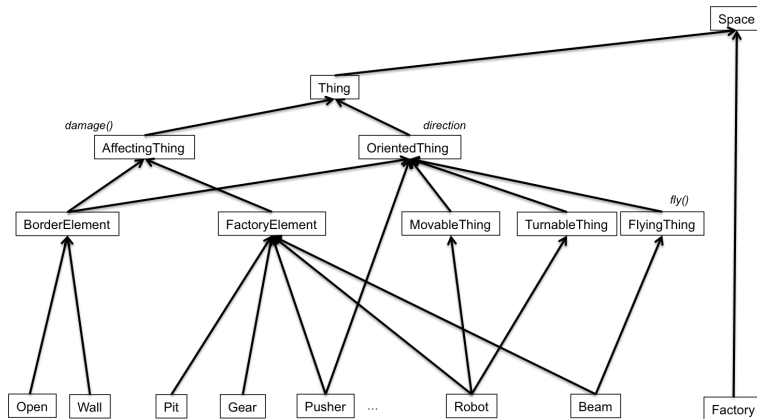 Space
Thing
damage()
direction
AffectingThing
OrientedThing
fly()
BorderElement
FactoryElement
MovableThing
TurnableThing
FlyingThing
Open
Wall
Pit
Gear
Pusher
...
Robot
Beam
Factory